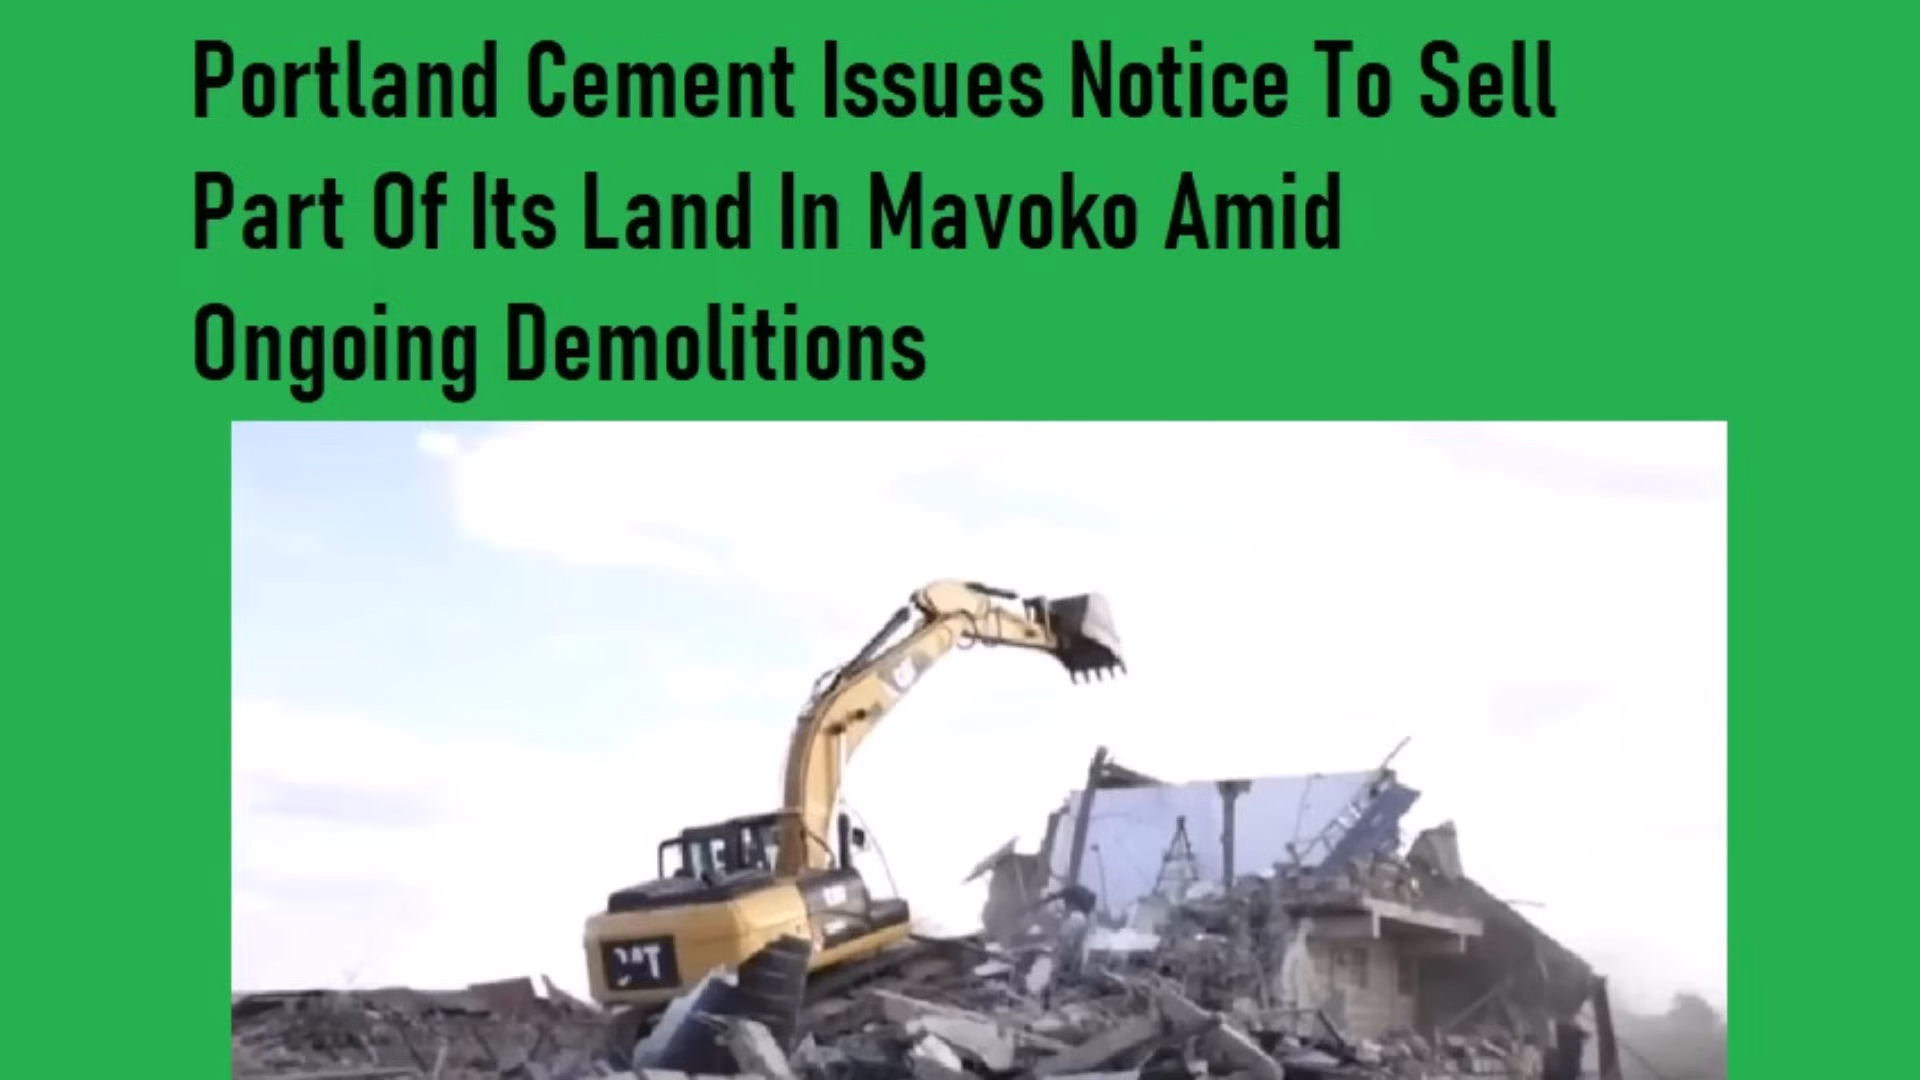 Portland Cement Issues Notice To Sell
Part Of Its Land In Mavoko Amid
Ongoing Demolitions